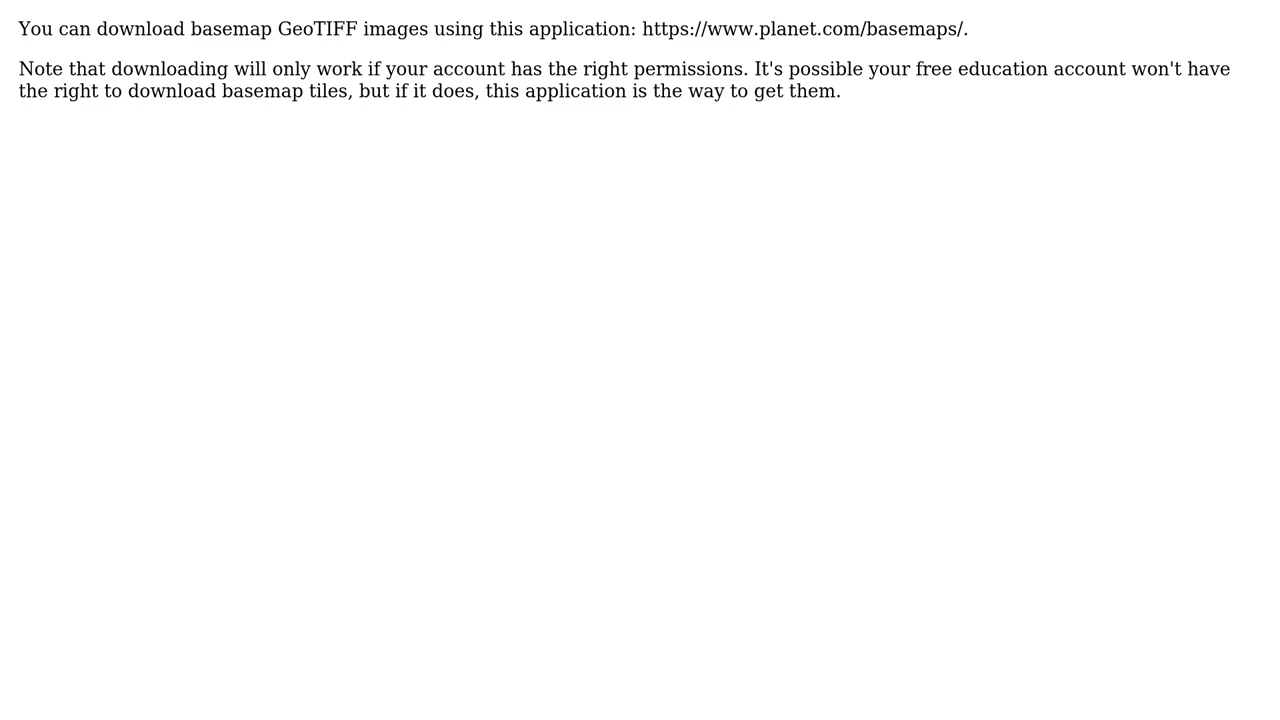 You can download basemap GeoTIFF images using this application: https://www.planet.com/basemaps/.
Note that downloading will only work if your account has the right permissions. It's possible your free education account won't have
the right to download basemap tiles, but if it does, this application is the way to get them.